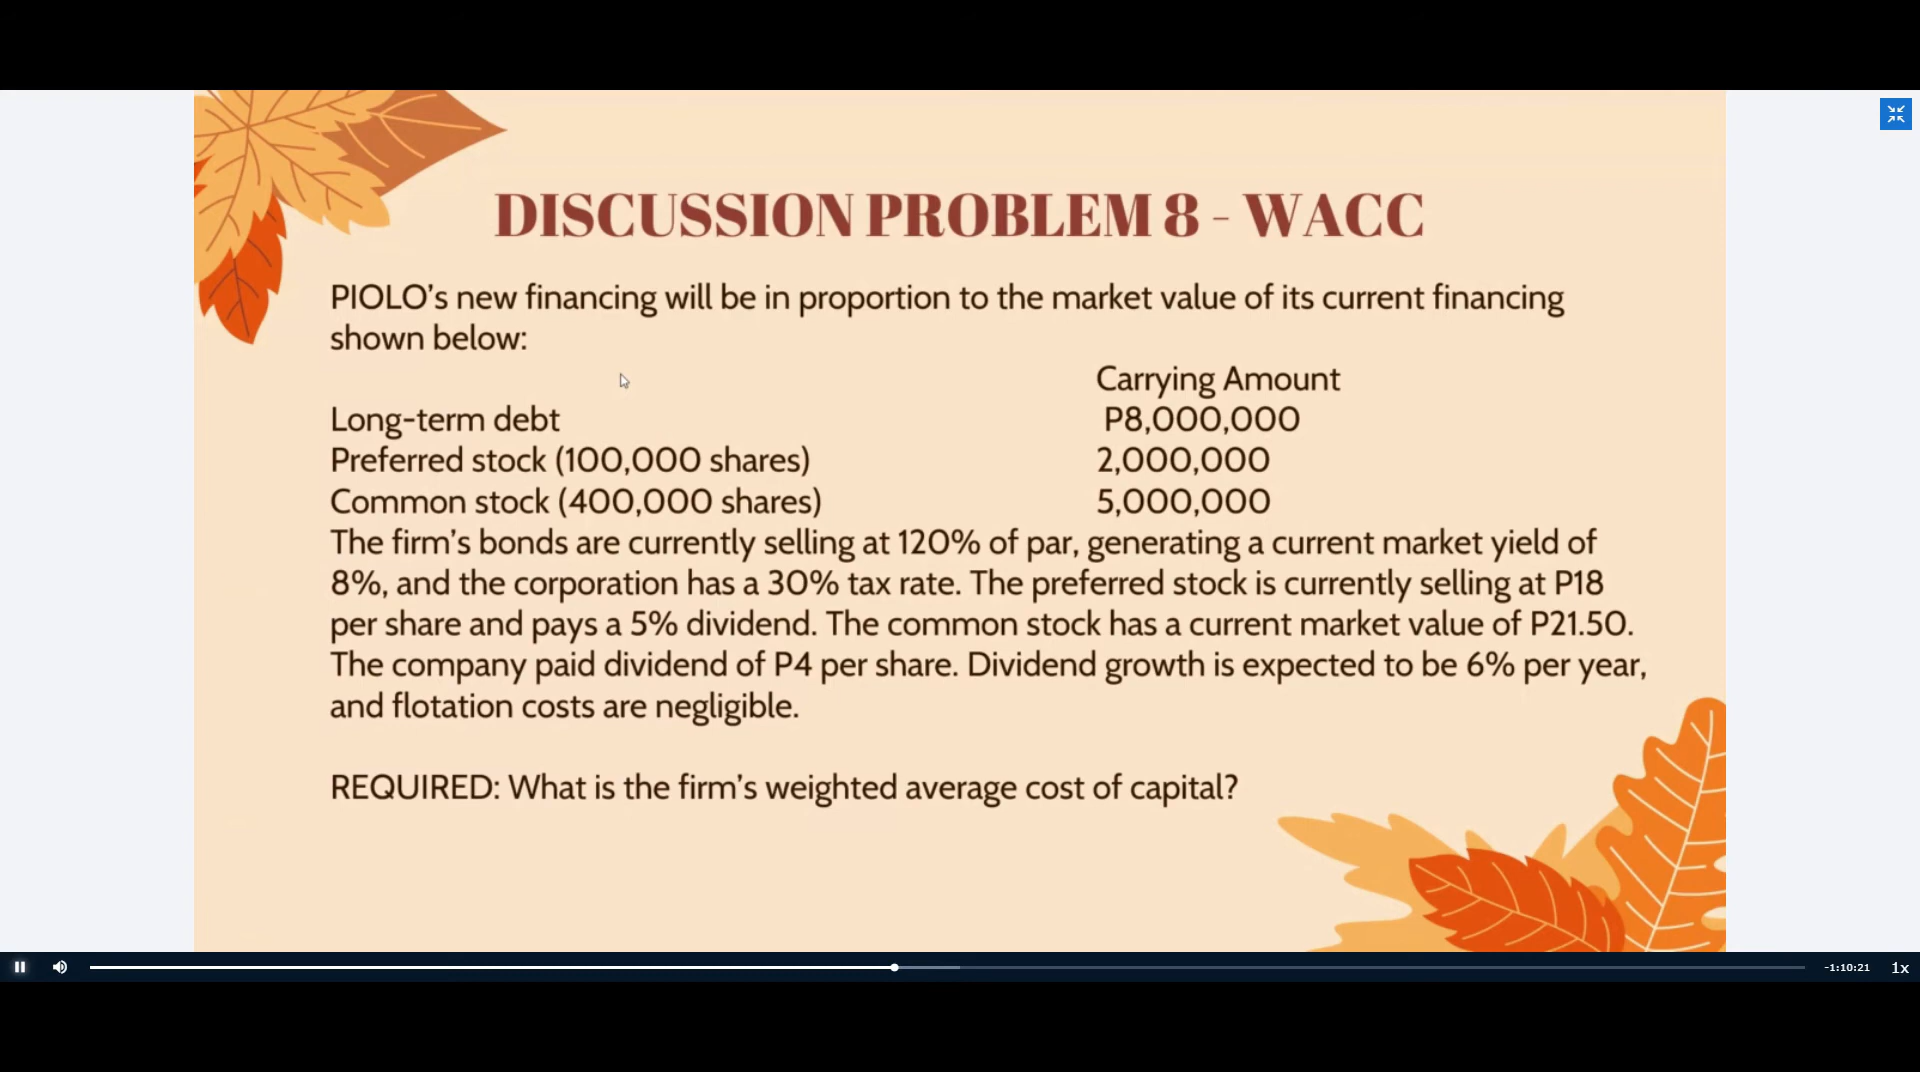 DISCUSSION PROBLEM 8 - WACC
PIOLO's new financing will be in proportion to the market value of its current financing
shown below:
Carrying Amount
Long-term debt P8,000,000
Preferred stock (100,000 shares) 2,000,000
Common stock (400,000 shares) 5,000,000
The firm's bonds are currently selling at 120% of par, generating a current market yield of
8%, and the corporation has a 30% tax rate. The preferred stock is currently selling at P18
per share and pays a 5% dividend. The common stock has a current market value of P21.50.
The company paid dividend of P4 per share. Dividend growth is expected to be 6% per year,
and flotation costs are negligible.
REQUIRED: What is the firm's weighted average cost of capital?
-1:10:21 1x